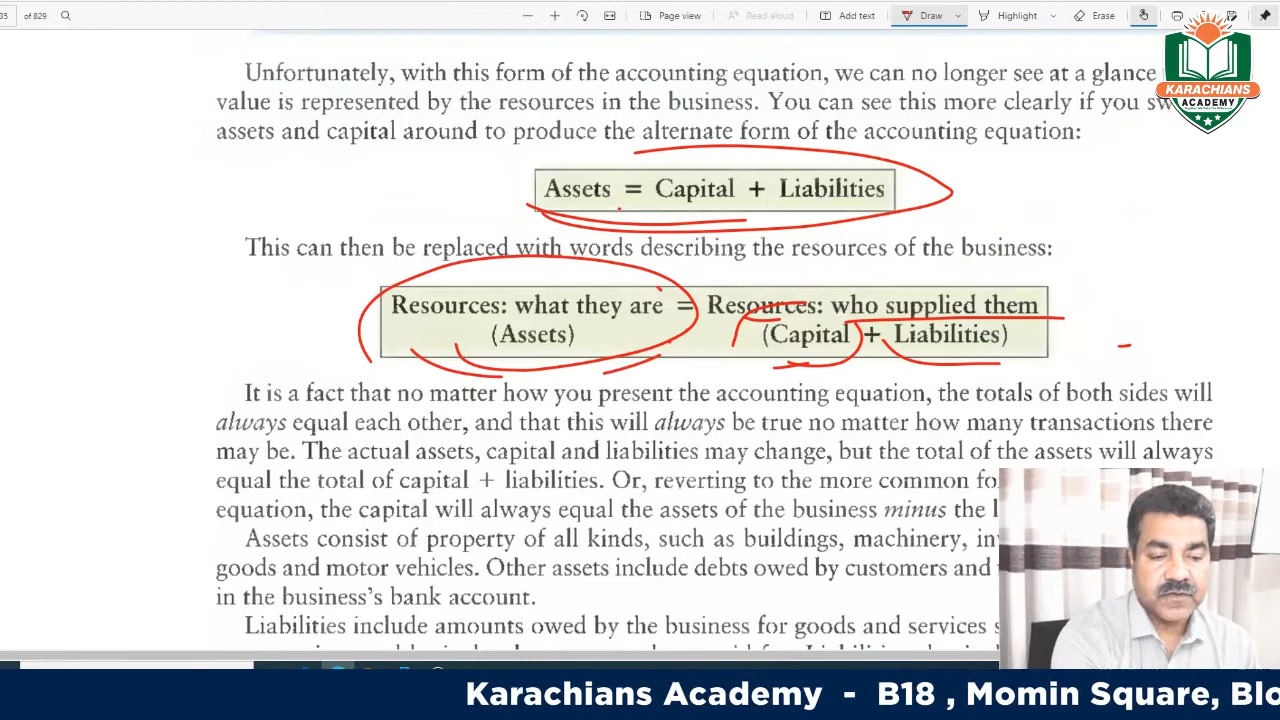 35 of 829 Page view Read aloud Add text Draw Highlight Erase
KARACHIANS
ACADEMY
Unfortunately, with this form of the accounting equation, we can no longer see at a glance
value is represented by the resources in the business. You can see this more clearly if you sw
assets and capital around to produce the alternate form of the accounting equation:
Assets = Capital + Liabilities
This can then be replaced with words describing the resources of the business:
Resources: what they are = Resources: who supplied them
(Assets) (Capital + Liabilities)
It is a fact that no matter how you present the accounting equation, the totals of both sides will
always equal each other, and that this will always be true no matter how many transactions there
may be. The actual assets, capital and liabilities may change, but the total of the assets will always
equal the total of capital + liabilities. Or, reverting to the more common fo
equation, the capital will always equal the assets of the business minus the l
Assets consist of property of all kinds, such as buildings, machinery, in
goods and motor vehicles. Other assets include debts owed by customers and
in the business's bank account.
Liabilities include amounts owed by the business for goods and services s
Karachians Academy - B18 , Momin Square, Blo